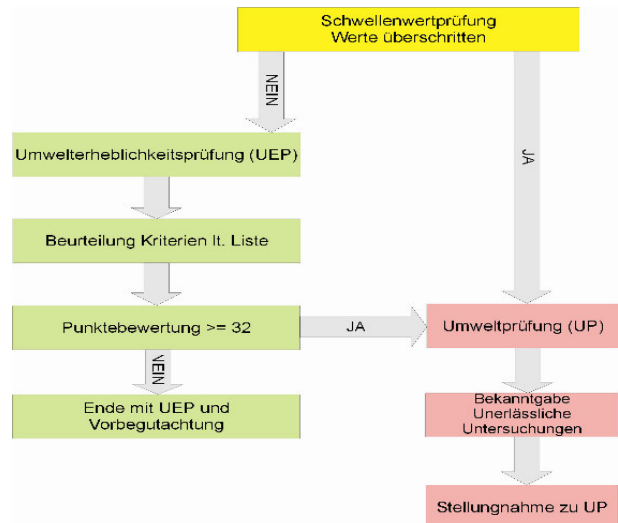 Schwellenwertprüfung
Werte überschritten
NEIN
JA
Umwelterheblichkeitsprüfung (UEP)
Beurteilung Kriterien lt. Liste
Punktebewertung >= 32
JA
Umweltprüfung (UP)
NEIN
Ende mit UEP und
Vorbegutachtung
Bekanntgabe
Unerlässliche
Untersuchungen
Stellungnahme zu UP